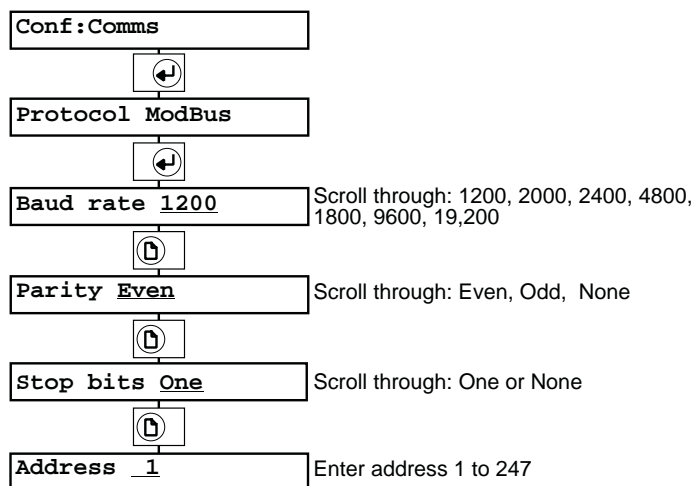 Conf:Comms
Protocol ModBus
Baud rate 1200
Scroll through: 1200, 2000, 2400, 4800,
1800, 9600, 19,200
Parity Even
Scroll through: Even, Odd, None
Stop bits One
Scroll through: One or None
Address 1
Enter address 1 to 247